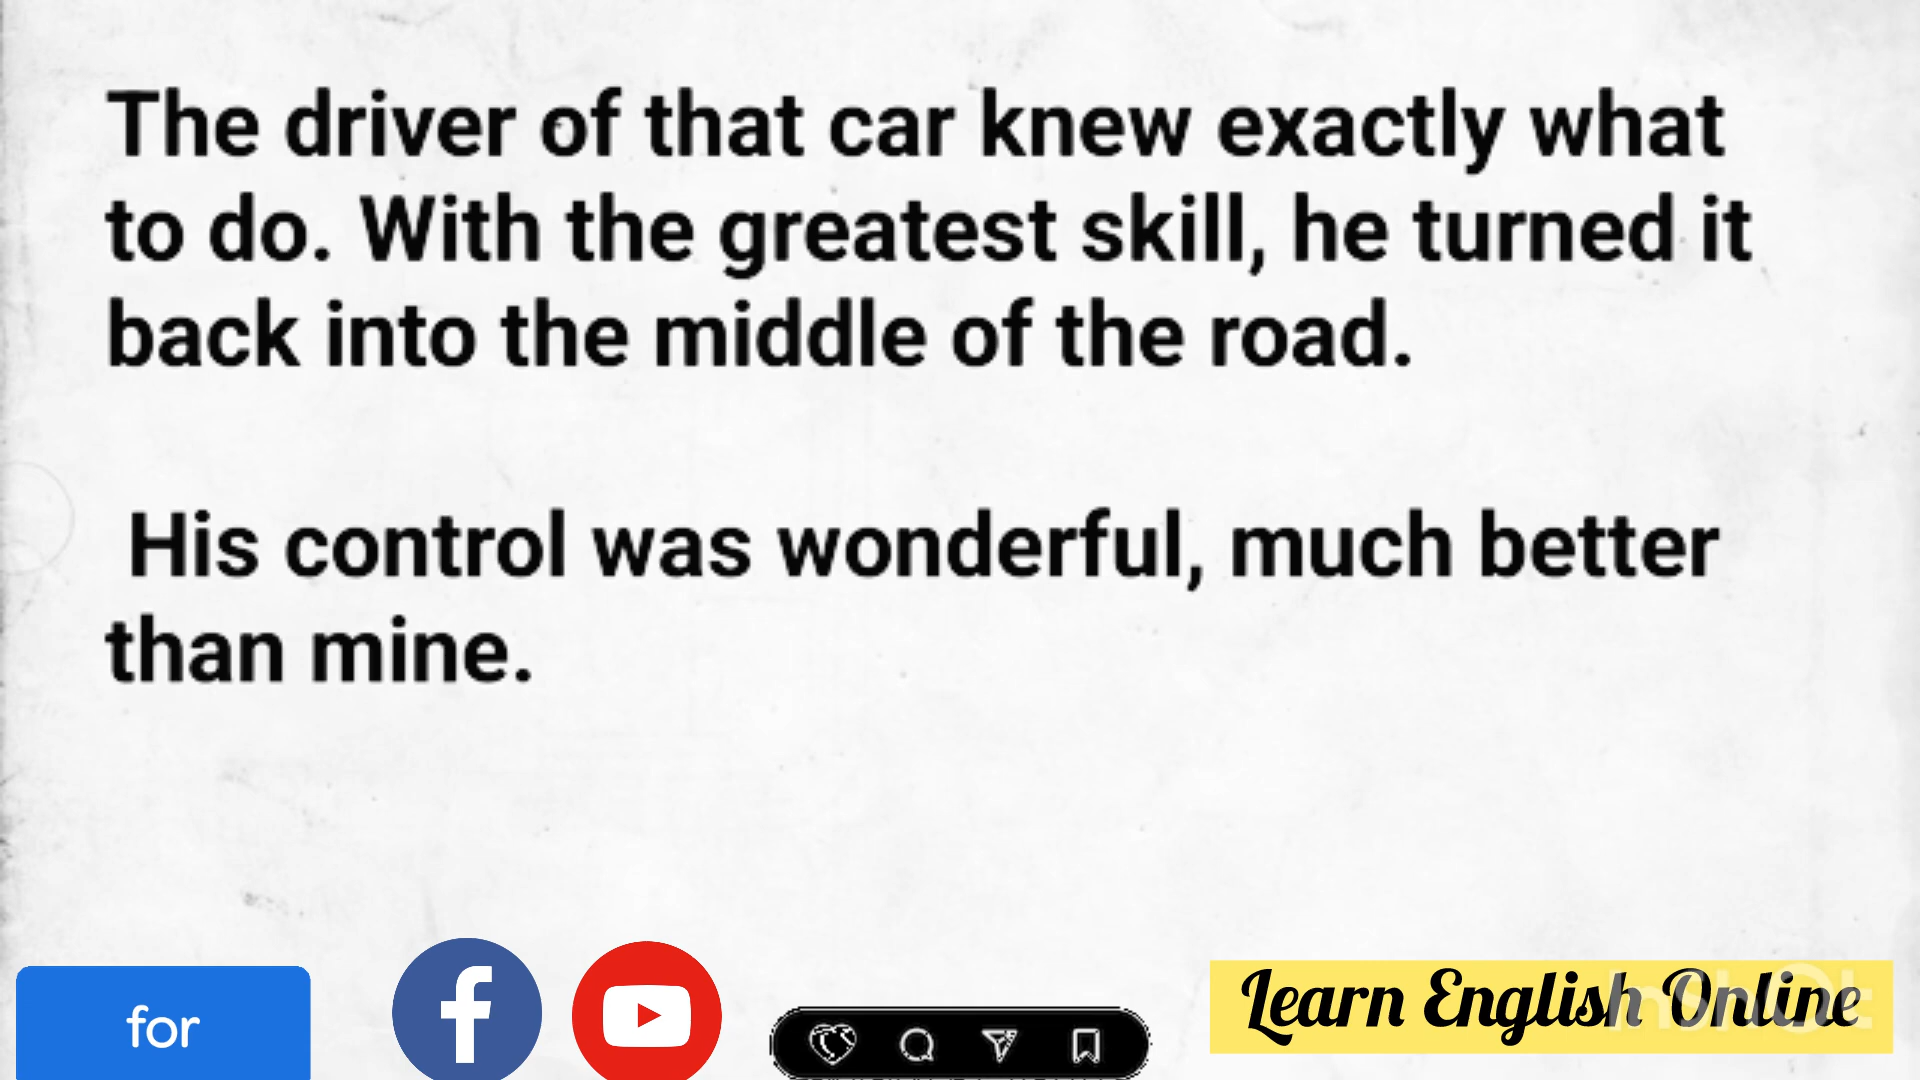 The driver of that car knew exactly what
to do. With the greatest skill, he turned it
back into the middle of the road.
His control was wonderful, much better
than mine.
for
Learn English Online
InShOt